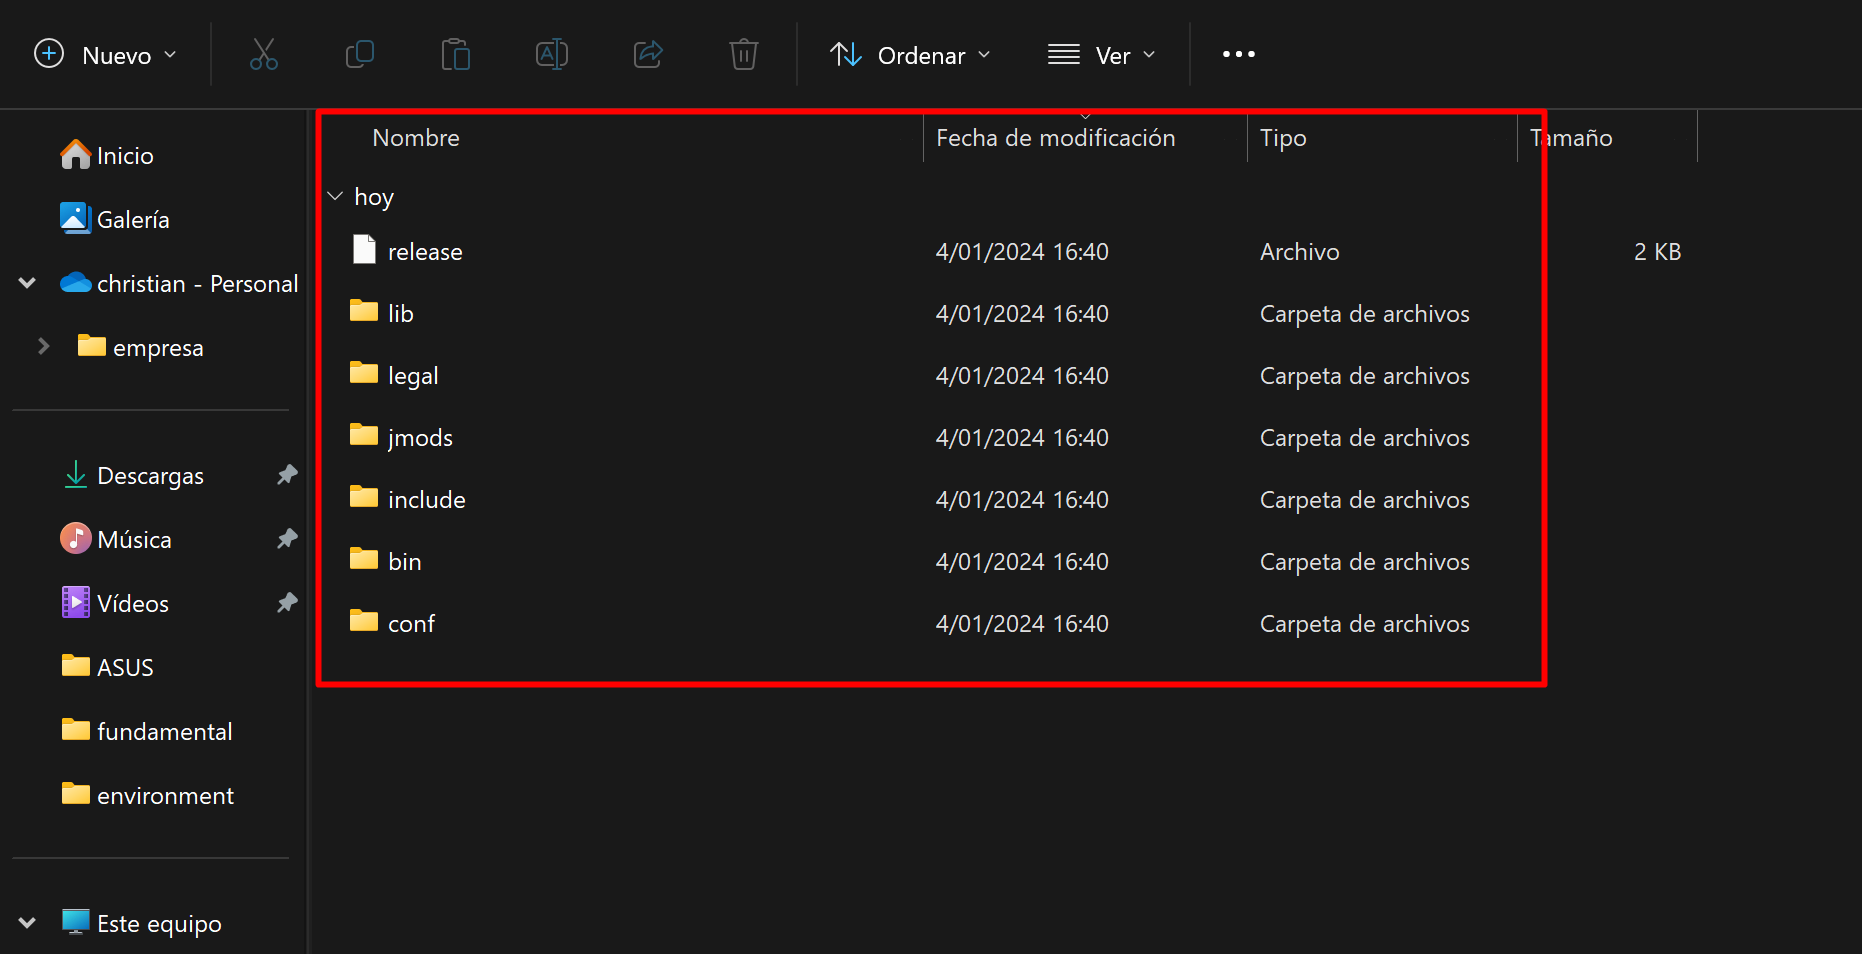 Nuevo Ordenar Ver
Nombre Fecha de modificación Tipo Tamaño
hoy
release 4/01/2024 16:40 Archivo 2 KB
lib 4/01/2024 16:40 Carpeta de archivos
legal 4/01/2024 16:40 Carpeta de archivos
jmods 4/01/2024 16:40 Carpeta de archivos
include 4/01/2024 16:40 Carpeta de archivos
bin 4/01/2024 16:40 Carpeta de archivos
conf 4/01/2024 16:40 Carpeta de archivos
Inicio
Galería
christian - Personal
empresa
Descargas
Música
Vídeos
ASUS
fundamental
environment
Este equipo